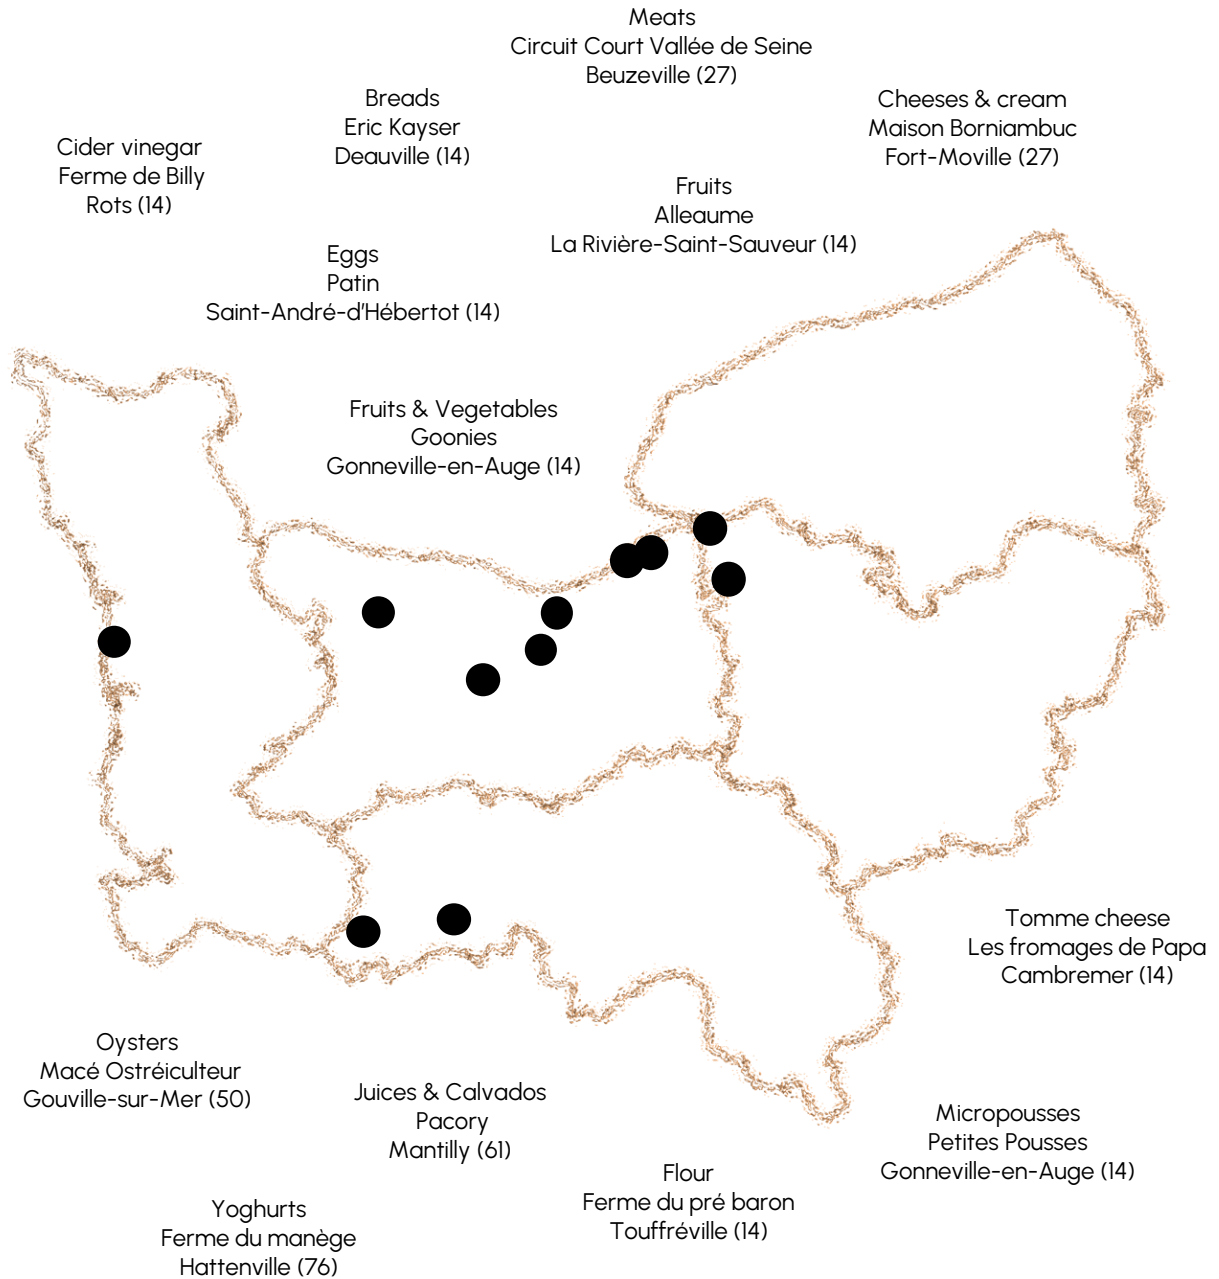 Meats
Circuit Court Vallée de Seine
Beuzeville (27)
Breads
Eric Kayser
Deauville (14)
Cheeses & cream
Maison Borniambuc
Fort-Moville (27)
Cider vinegar
Ferme de Billy
Rots (14)
Fruits
Alleaume
La Rivière-Saint-Sauveur (14)
Eggs
Patin
Saint-André-d'Hébertot (14)
Fruits & Vegetables
Goonies
Gonneville-en-Auge (14)
Tomme cheese
Les fromages de Papa
Cambremer (14)
Oysters
Macé Ostréiculteur
Gouville-sur-Mer (50)
Juices & Calvados
Pacory
Mantilly (61)
Micropousses
Petites Pousses
Gonneville-en-Auge (14)
Flour
Ferme du pré baron
Touffréville (14)
Yoghurts
Ferme du manège
Hattenville (76)